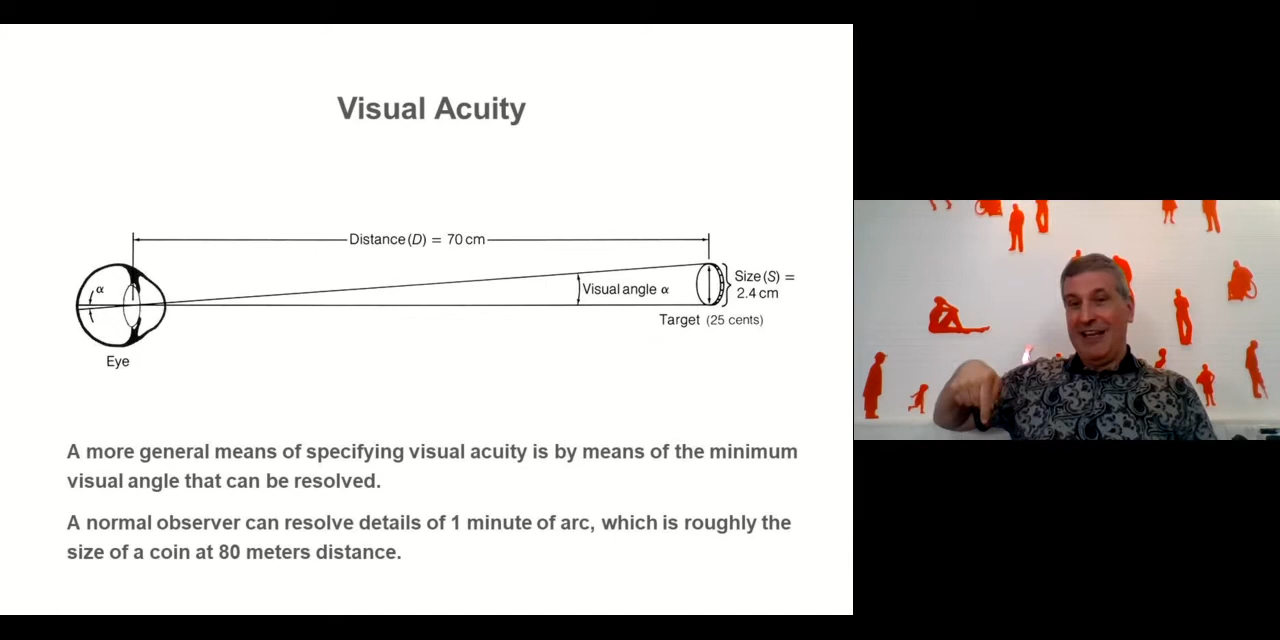 Visual Acuity
Distance (D) = 70 cm
α
Visual angle α
Size (S) =
2.4 cm
Target (25 cents)
Eye
A more general means of specifying visual acuity is by means of the minimum
visual angle that can be resolved.
A normal observer can resolve details of 1 minute of arc, which is roughly the
size of a coin at 80 meters distance.